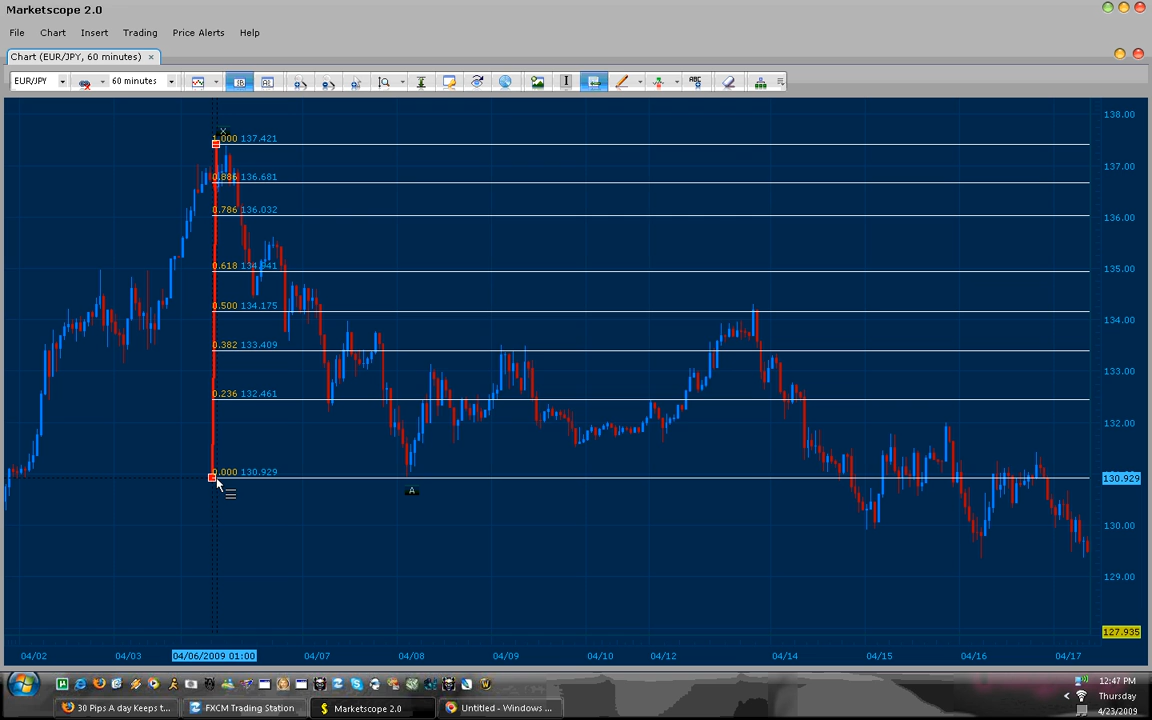 Marketscope 2.0
File Chart Insert Trading Price Alerts Help
Chart (EUR/JPY, 60 minutes) ×
EUR/JPY 60 minutes
ABC
138.00
X
1.000 137.421
137.00
0.886 136.681
0.786 136.032
136.00
0.618 134.941
135.00
0.500 134.175
134.00
0.382 133.409
133.00
0.236 132.461
132.00
0.000 130.929
130.929
A
130.00
129.00
127.935
04/02 04/03 04/06/2009 01:00 04/07 04/08 04/09 04/10 04/12 04/14 04/15 04/16 04/17
12:47 PM
30 Pips A day Keeps t... FXCM Trading Station Marketscope 2.0 Untitled - Windows ...
Thursday
4/23/2009